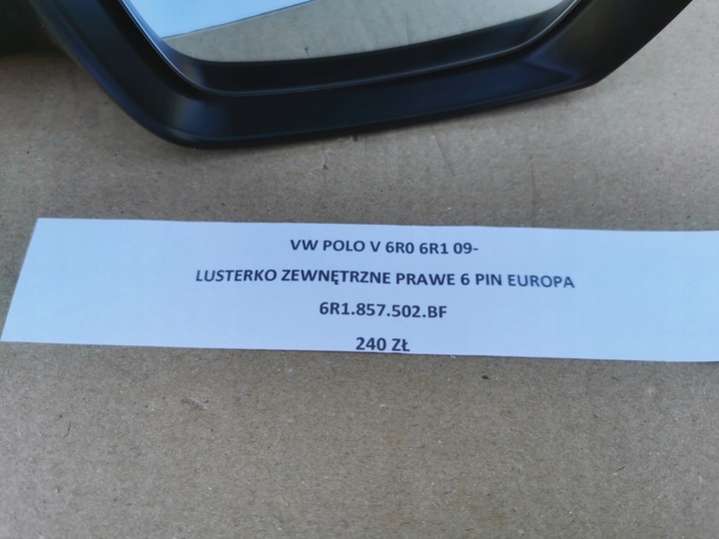 VW POLO V 6R0 6R1 09-
LUSTERKO ZEWNĘTRZNE PRAWE 6 PIN EUROPA
6R1.857.502.BF
240 ZŁ